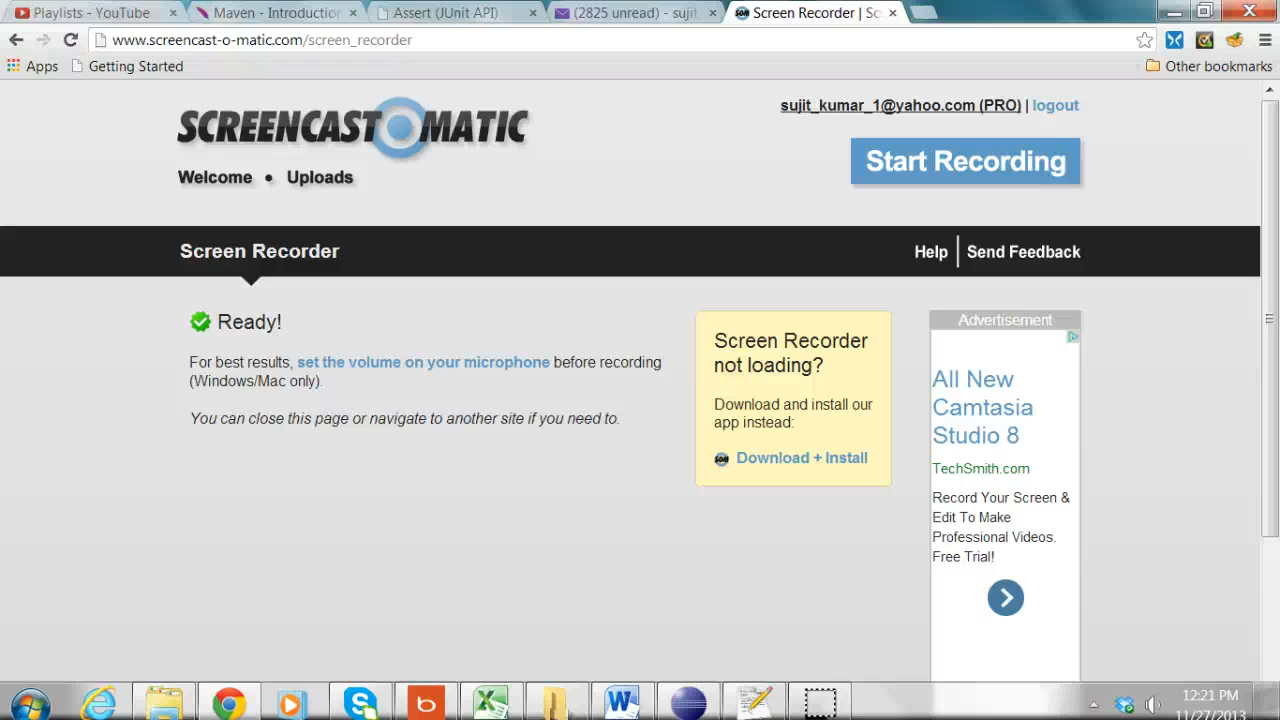 Playlists - YouTube
Maven - Introduction
Assert (JUnit API)
(2825 unread) - sujit
Screen Recorder | Sc
www.screencast-o-matic.com/screen_recorder
Apps
Getting Started
Other bookmarks
SCREENCAST O MATIC
sujit_kumar_1@yahoo.com (PRO) | logout
Start Recording
Welcome • Uploads
Screen Recorder
Help
Send Feedback
Ready!
For best results, set the volume on your microphone before recording
(Windows/Mac only).
You can close this page or navigate to another site if you need to.
Screen Recorder
not loading?
Download and install our
app instead:
SOM
Download + Install
Advertisement
All New
Camtasia
Studio 8
TechSmith.com
Record Your Screen &
Edit To Make
Professional Videos.
Free Trial!
12:21 PM
11/27/2013